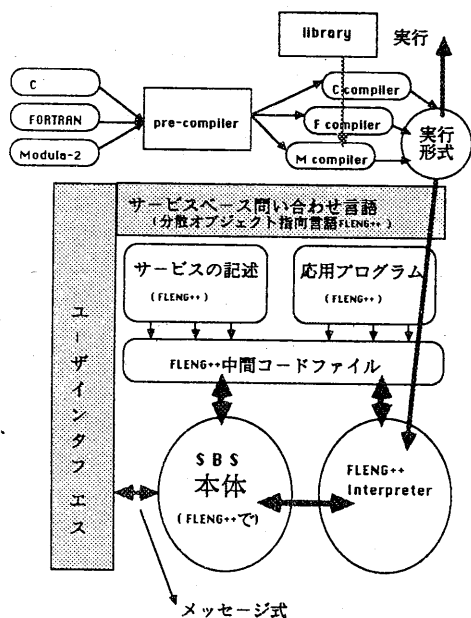 library
実行
C
FORTRAN
Modula-2
pre-compiler
C compiler
F compiler
M compiler
実行
形式
サービスベース問い合わせ言語
(分散オブジェクト指向言語FLENG++)
サービスの記述
(FLENG++)
応用プログラム
(FLENG++)
FLENG++中間コードファイル
ユーザインタフエス
SBS
本体
(FLENG++で)
FLENG++
Interpreter
メッセージ式